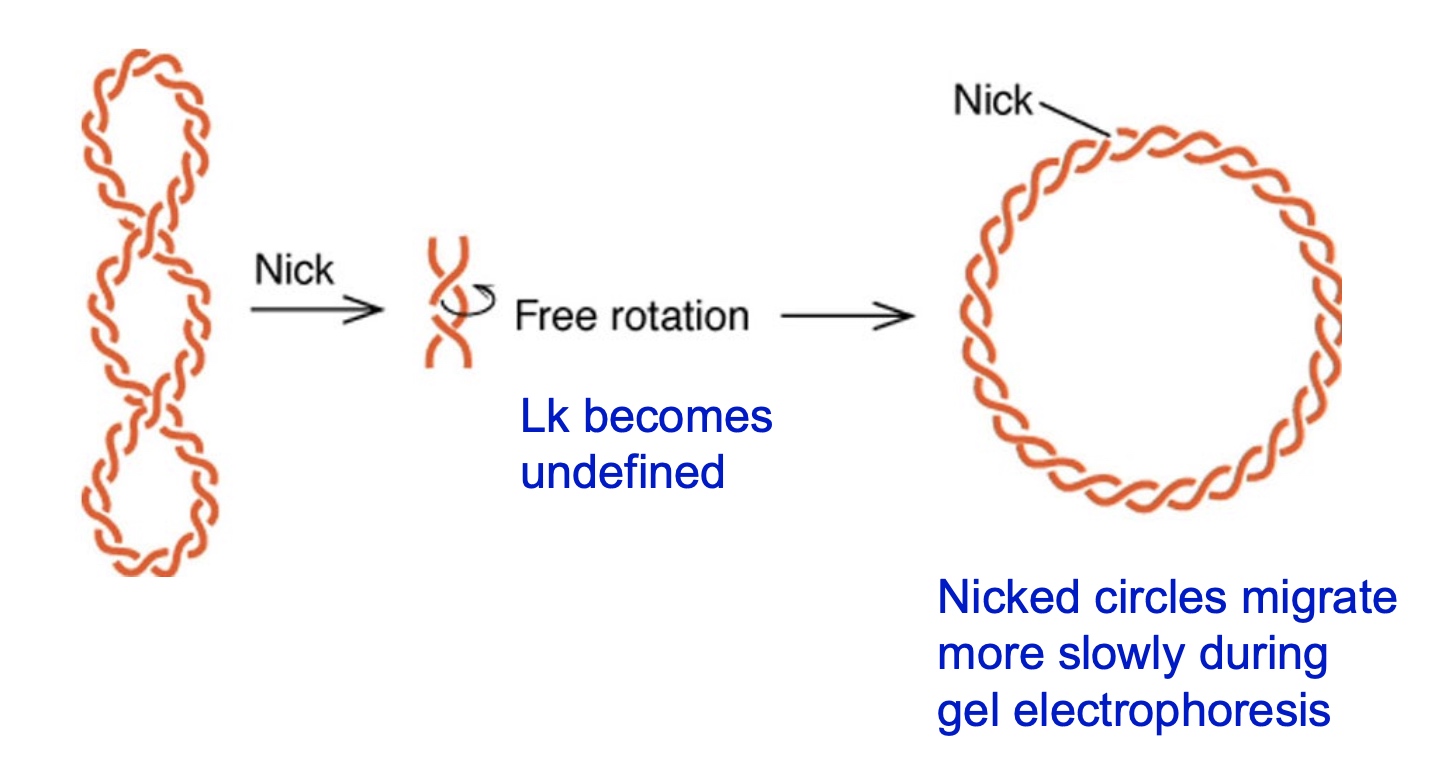 Nick
Nick
Free rotation
Lk becomes
undefined
Nicked circles migrate
more slowly during
gel electrophoresis